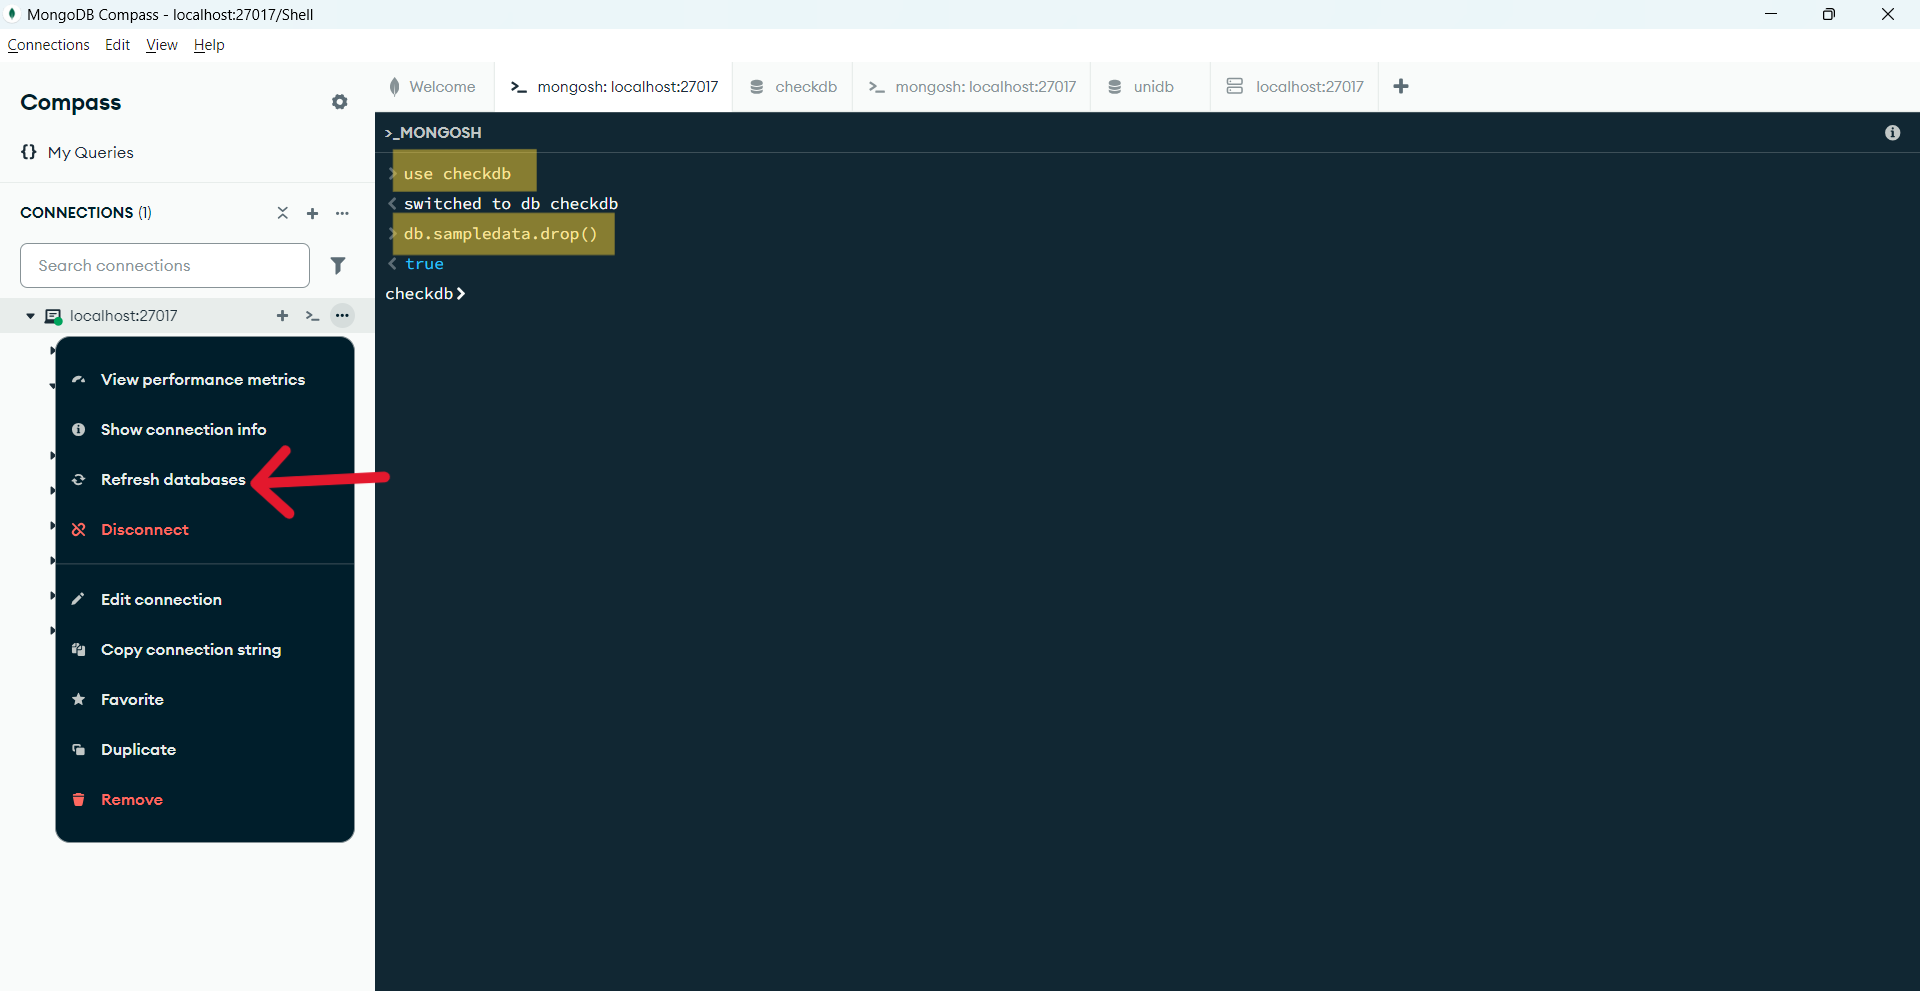 MongoDB Compass - localhost:27017/Shell
Connections Edit View Help
Welcome
mongosh: localhost:27017
checkdb
mongosh: localhost:27017
unidb
localhost:27017
Compass
My Queries
CONNECTIONS (1)
Search connections
localhost:27017
View performance metrics
Show connection info
Refresh databases
Disconnect
Edit connection
Copy connection string
Favorite
Duplicate
Remove
>_MONGOSH
> use checkdb
< switched to db checkdb
> db.sampledata.drop()
< true
checkdb>